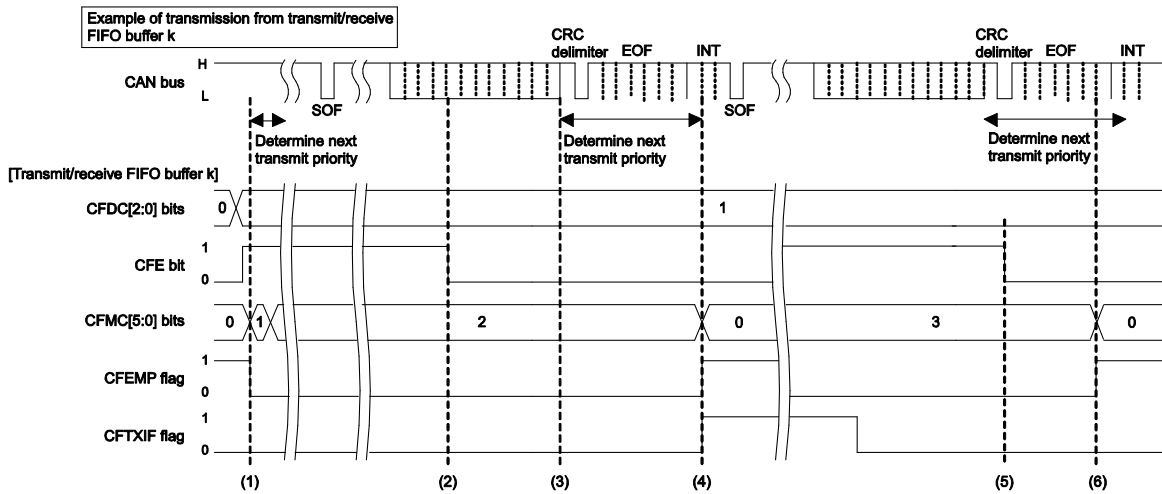 Example of transmission from transmit/receive
FIFO buffer k
CRC
delimiter
EOF
INT
CRC
delimiter
EOF
INT
H
CAN bus
L
SOF
SOF
Determine next
transmit priority
Determine next
transmit priority
Determine next
transmit priority
[Transmit/receive FIFO buffer k]
CFDC[2:0] bits
0
1
1
CFE bit
0
CFMC[5:0] bits
0
1
2
0
3
0
1
CFEMP flag
0
1
CFTXIF flag
0
(1)
(2)
(3)
(4)
(5)
(6)